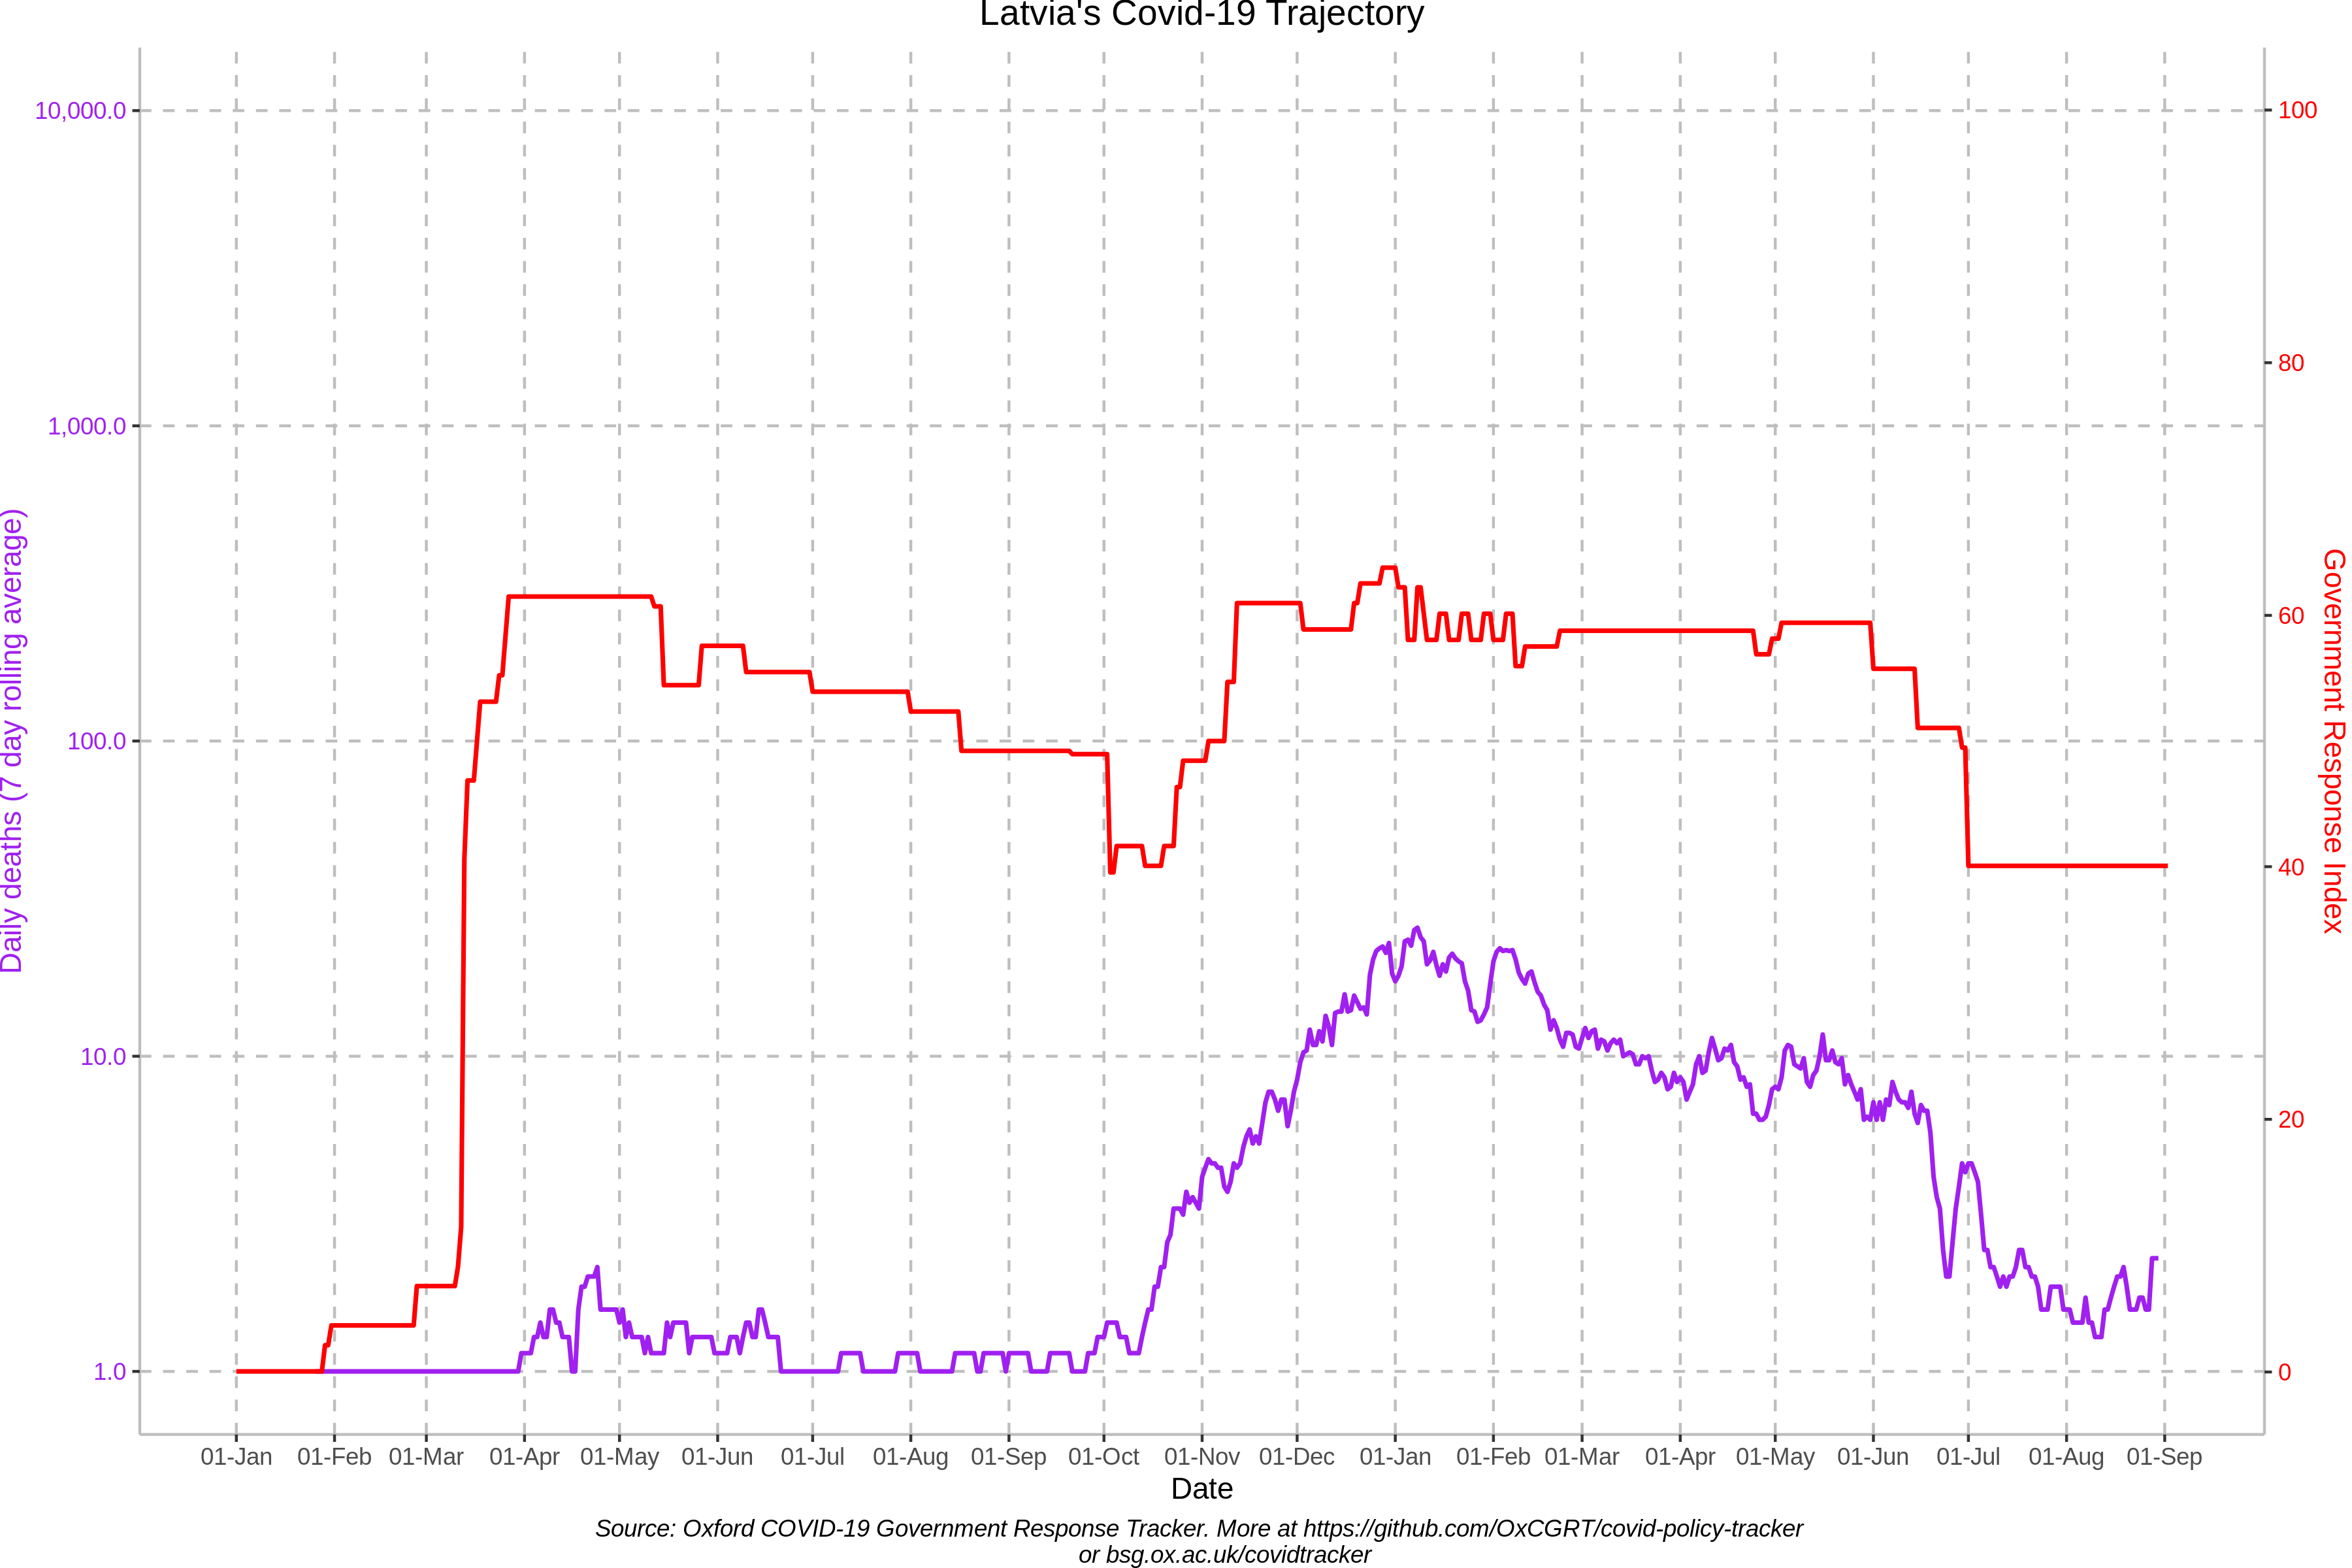 Latvia's Covid-19 Trajectory
10,000.0
1,000.0
100.0
10.0
1.0
Daily deaths (7 day rolling average)
100
80
60
40
20
0
Government Response Index
01-Jan 01-Feb 01-Mar 01-Apr 01-May 01-Jun 01-Jul 01-Aug 01-Sep 01-Oct 01-Nov 01-Dec 01-Jan 01-Feb 01-Mar 01-Apr 01-May 01-Jun 01-Jul 01-Aug 01-Sep
Date
Source: Oxford COVID-19 Government Response Tracker. More at https://github.com/OxCGRT/covid-policy-tracker
or bsg.ox.ac.uk/covidtracker